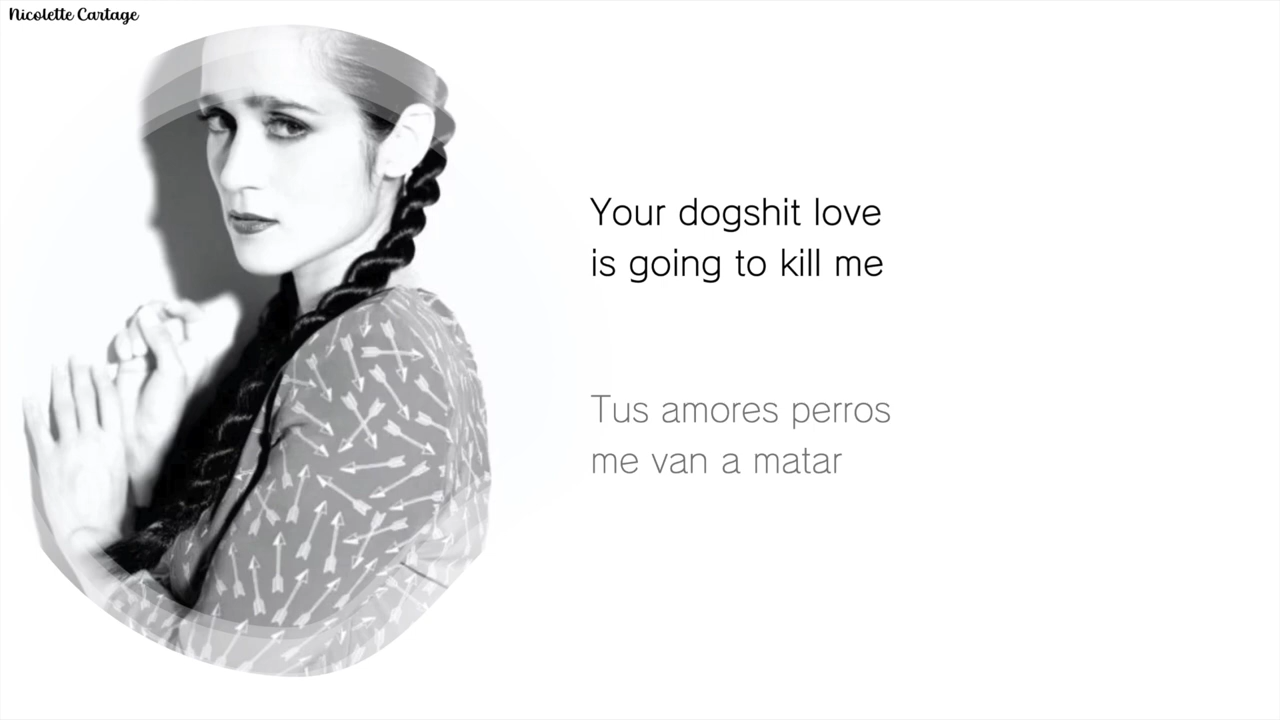 Nicolette Cartage
Your dogshit love
is going to kill me
Tus amores perros
me van a matar